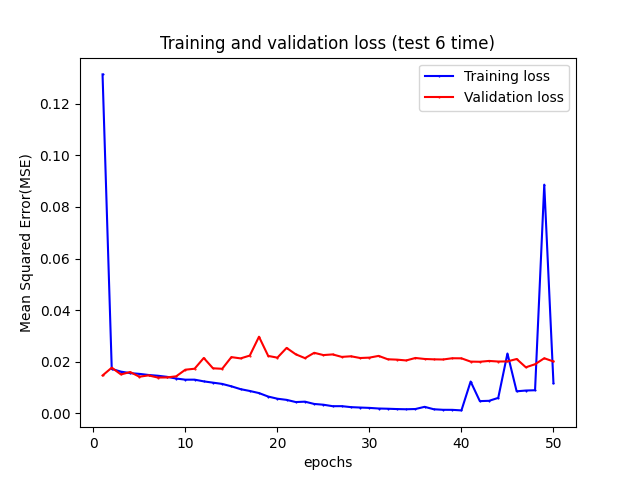 Training and validation loss (test 6 time)
Training loss
Validation loss
Mean Squared Error(MSE)
0.12
0.10
0.08
0.06
0.04
0.02
0.00
0 10 20 30 40 50
epochs